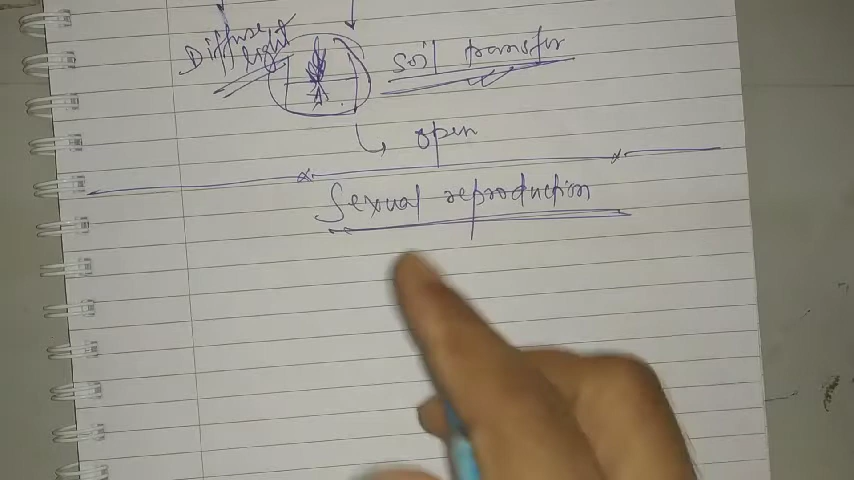 Diffuse
light
soil transfer
open
Sexual reproduction